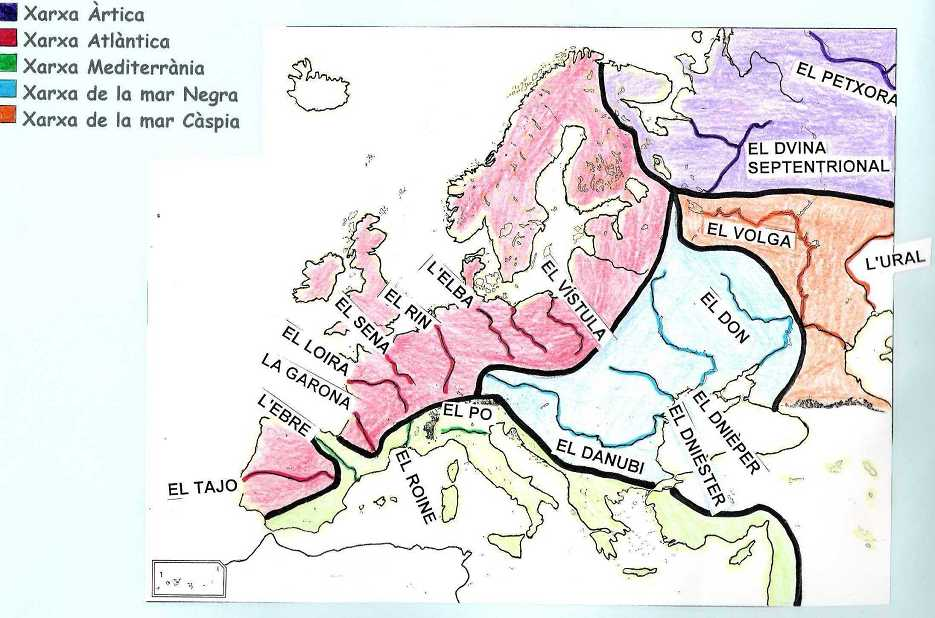 Xarxa Àrtica
Xarxa Atlàntica
Xarxa Mediterrània
Xarxa de la mar Negra
Xarxa de la mar Càspia
EL PETXORA
EL DVINA
SEPTENTRIONAL
EL VOLGA
L'URAL
EL DON
EL VISTULA
L'ELBA
EL RIN
EL SENA
EL LOIRA
LA GARONA
L'EBRE
EL TAJO
EL PO
EL ROINE
EL DANUBI
EL DNIÈPER
EL DNIÈSTER